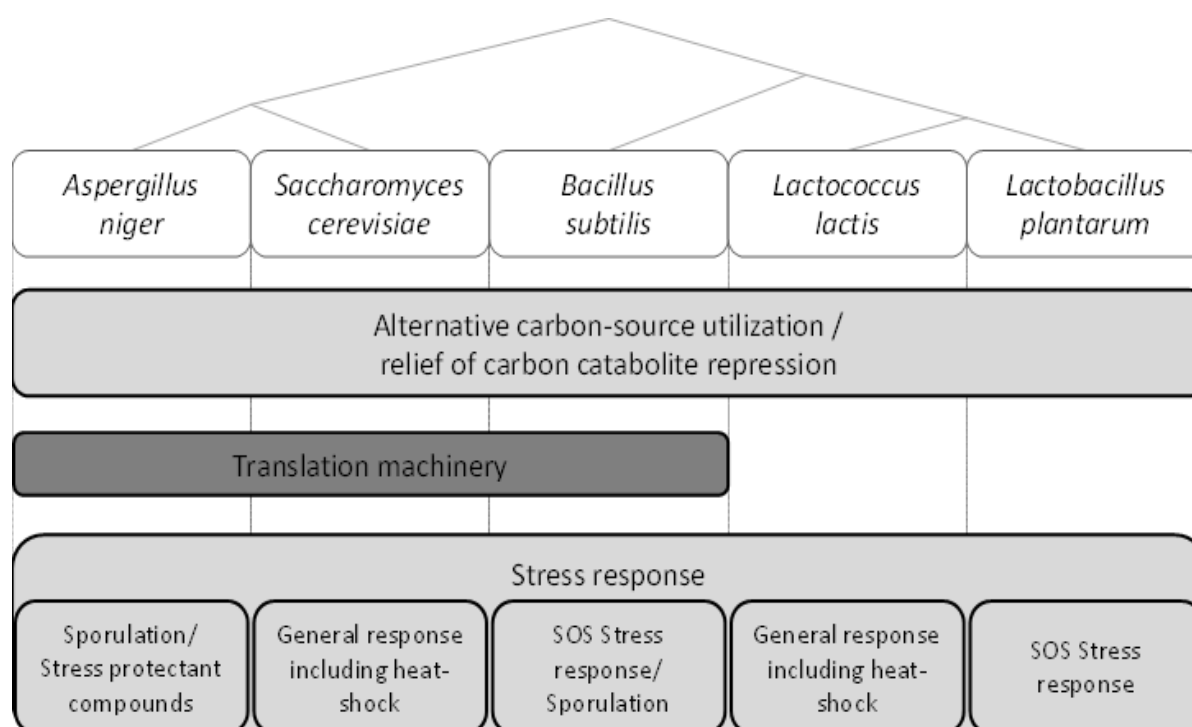 Aspergillus
niger
Saccharomyces
cerevisiae
Bacillus
subtilis
Lactococcus
lactis
Lactobacillus
plantarum
Alternative carbon-source utilization /
relief of carbon catabolite repression
Translation machinery
Stress response
Sporulation/
Stress protectant
compounds
General response
including heat-
shock
SOS Stress
response/
Sporulation
General response
including heat-
shock
SOS Stress
response